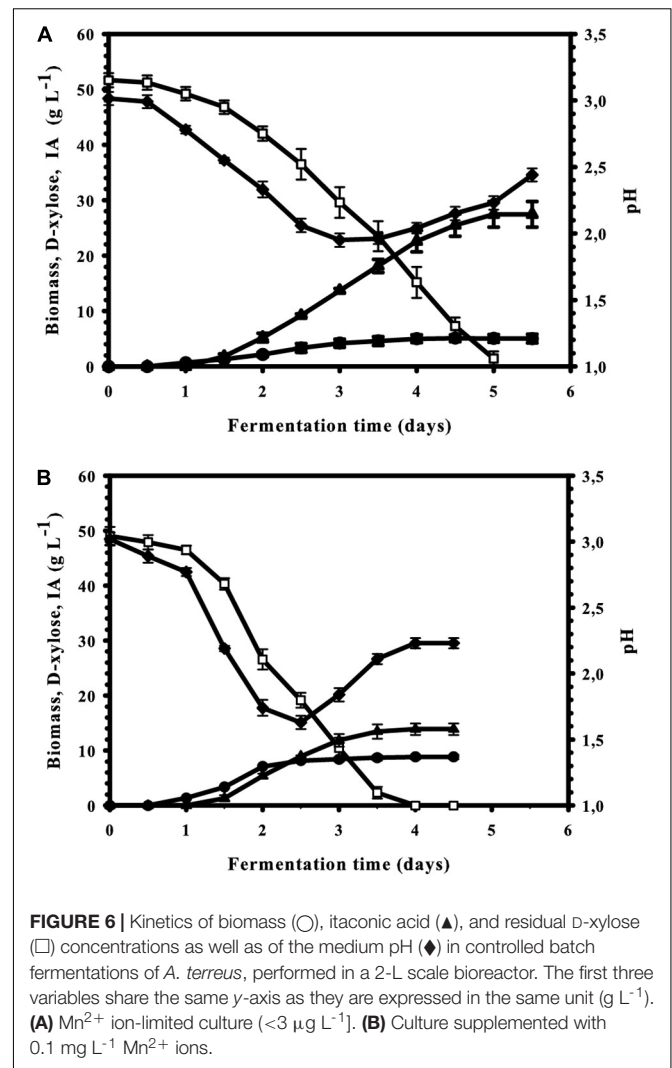 A
60
50
40
30
20
10
0
Biomass, D-xylose, IA (g L-1)
3,5
3,0
2,5
2,0
1,5
1,0
pH
0 1 2 3 4 5 6
Fermentation time (days)
B
60
50
40
30
20
10
0
Biomass, D-xylose, IA (g L-1)
3,5
3,0
2,5
2,0
1,5
1,0
pH
0 1 2 3 4 5 6
Fermentation time (days)
FIGURE 6 | Kinetics of biomass (○), itaconic acid (▲), and residual D-xylose
(□) concentrations as well as of the medium pH (♦) in controlled batch
fermentations of A. terreus, performed in a 2-L scale bioreactor. The first three
variables share the same y-axis as they are expressed in the same unit (g L-1).
(A) Mn2+ ion-limited culture (<3 μg L-1]. (B) Culture supplemented with
0.1 mg L-1 Mn2+ ions.